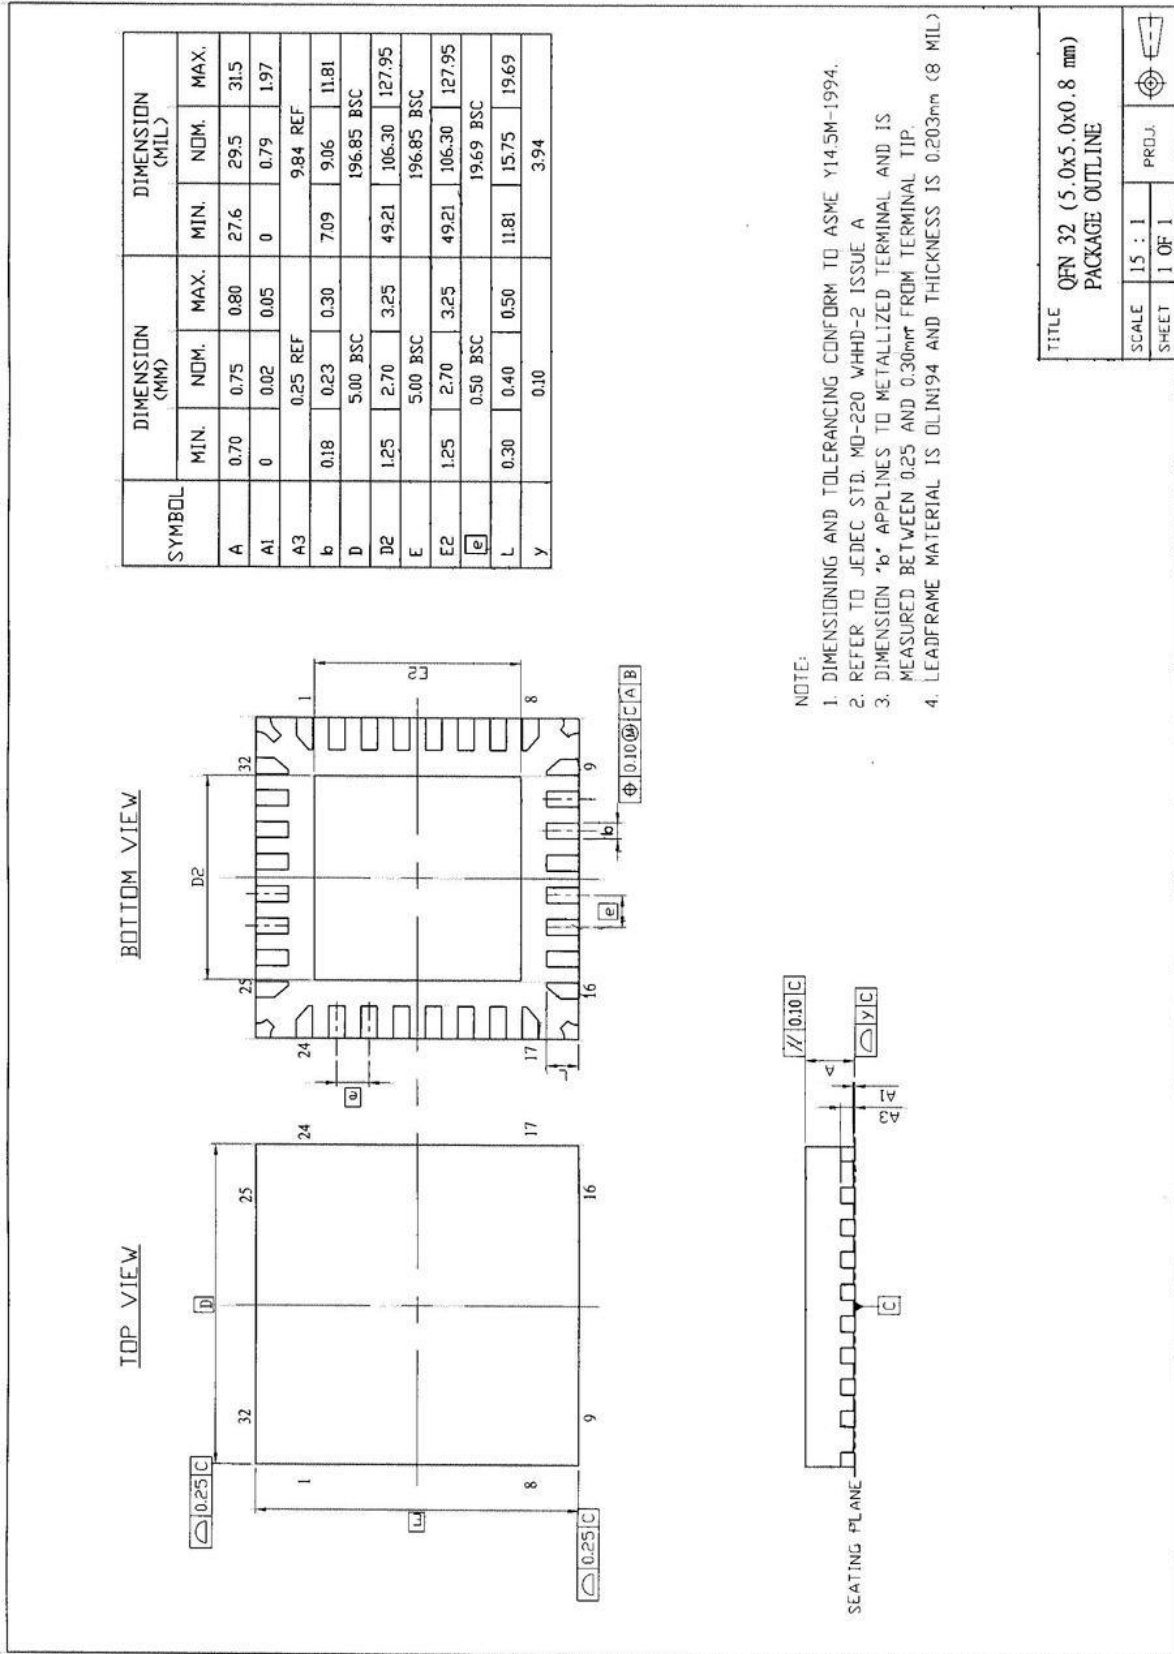 TOP VIEW
BOTTOM VIEW
⌓ 0.25 C
D
32
25
1
24
E
8
17
9
16
⌓ 0.25 C
D2
25
32
24
1
e
E2
17
8
L
16
9
e
b
⌖ 0.10 Ⓜ C A B
// 0.10 C
A
⌓ y C
SEATING PLANE
C
A3
A1
SYMBOL DIMENSION (MM) DIMENSION (MIL)
MIN. NOM. MAX. MIN. NOM. MAX.
A 0.70 0.75 0.80 27.6 29.5 31.5
A1 0 0.02 0.05 0 0.79 1.97
A3 0.25 REF 9.84 REF
b 0.18 0.23 0.30 7.09 9.06 11.81
D 5.00 BSC 196.85 BSC
D2 1.25 2.70 3.25 49.21 106.30 127.95
E 5.00 BSC 196.85 BSC
E2 1.25 2.70 3.25 49.21 106.30 127.95
e 0.50 BSC 19.69 BSC
L 0.30 0.40 0.50 11.81 15.75 19.69
y 0.10 3.94
NOTE:
1. DIMENSIONING AND TOLERANCING CONFORM TO ASME Y14.5M-1994.
2. REFER TO JEDEC STD. MO-220 WHHD-2 ISSUE A
3. DIMENSION "b" APPLINES TO METALLIZED TERMINAL AND IS
MEASURED BETWEEN 0.25 AND 0.30mm FROM TERMINAL TIP.
4. LEADFRAME MATERIAL IS OLIN194 AND THICKNESS IS 0.203mm (8 MIL)
TITLE
QFN 32 (5.0x5.0x0.8 mm)
PACKAGE OUTLINE
SCALE 15 : 1 PROJ.
SHEET 1 OF 1